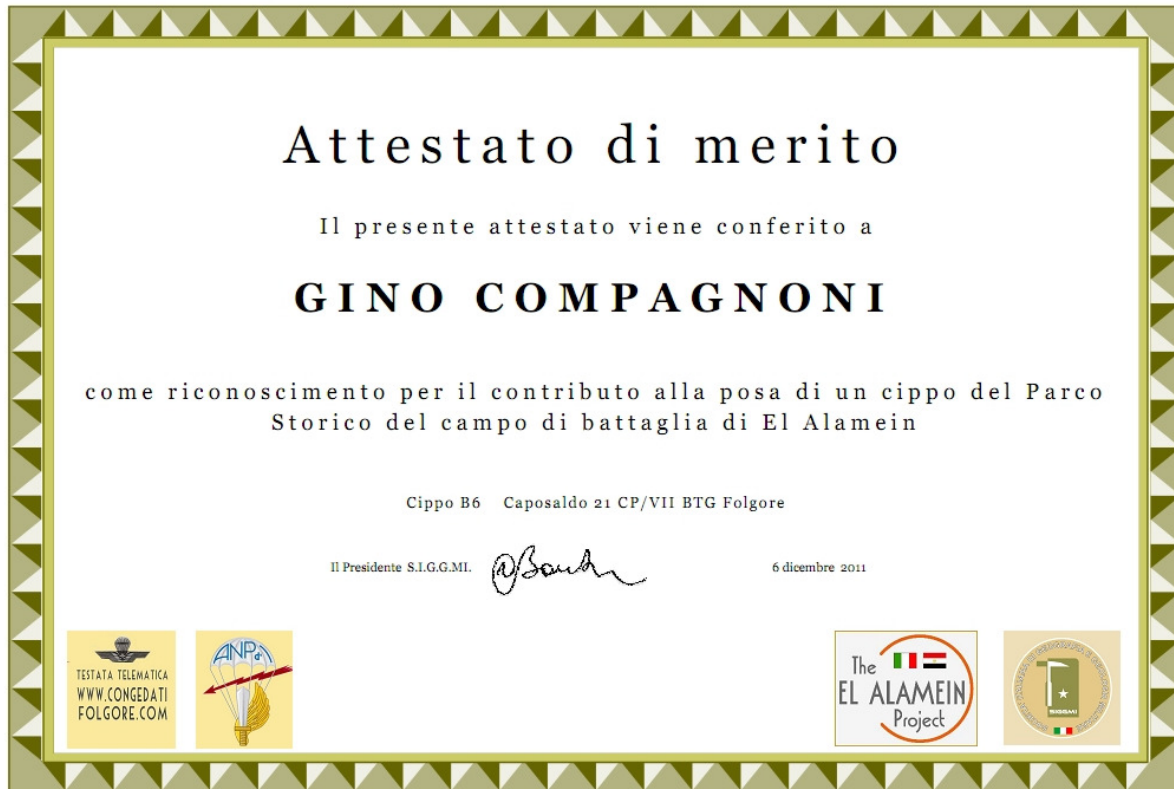 Attestato di merito
Il presente attestato viene conferito a
GINO COMPAGNONI
come riconoscimento per il contributo alla posa di un cippo del Parco
Storico del campo di battaglia di El Alamein
Cippo B6 Caposaldo 21 CP/VII BTG Folgore
Il Presidente S.I.G.G.MI. 6 dicembre 2011
TESTATA TELEMATICA
WWW.CONGEDATI
FOLGORE.COM
ANPd'I
The
EL ALAMEIN
Project
SIGGMI